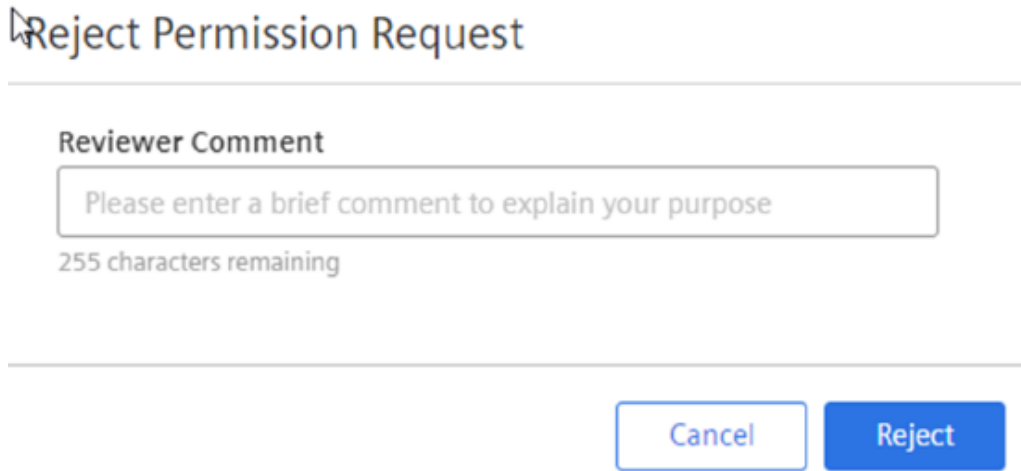 Reject Permission Request
Reviewer Comment
Please enter a brief comment to explain your purpose
255 characters remaining
Cancel Reject